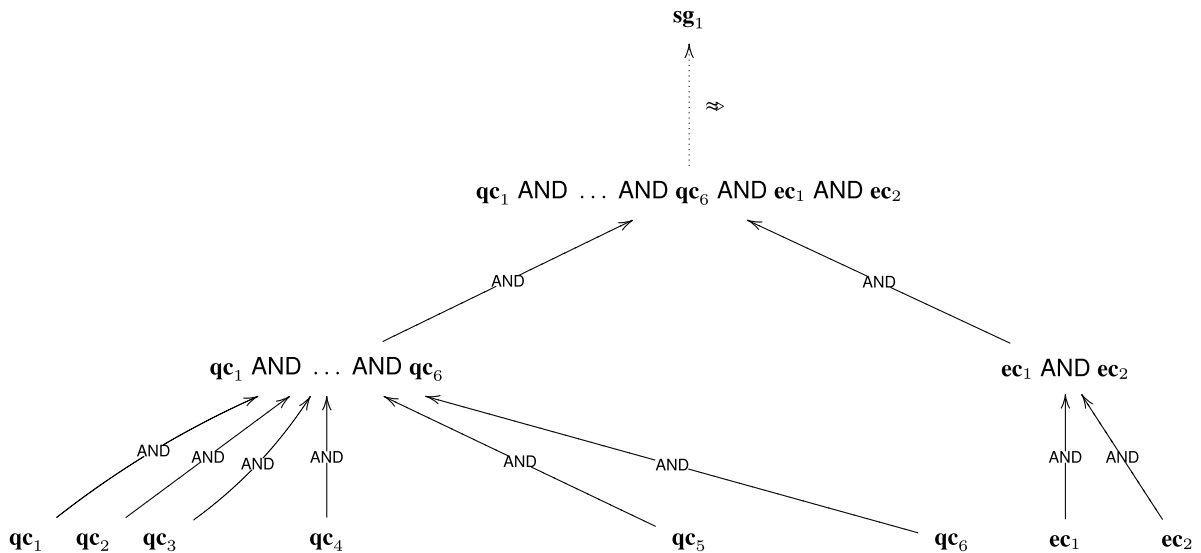 sg₁
≈▷
qc₁ AND ... AND qc₆ AND ec₁ AND ec₂
AND AND
qc₁ AND ... AND qc₆ ec₁ AND ec₂
AND AND AND AND AND AND AND AND
qc₁ qc₂ qc₃ qc₄ qc₅ qc₆ ec₁ ec₂